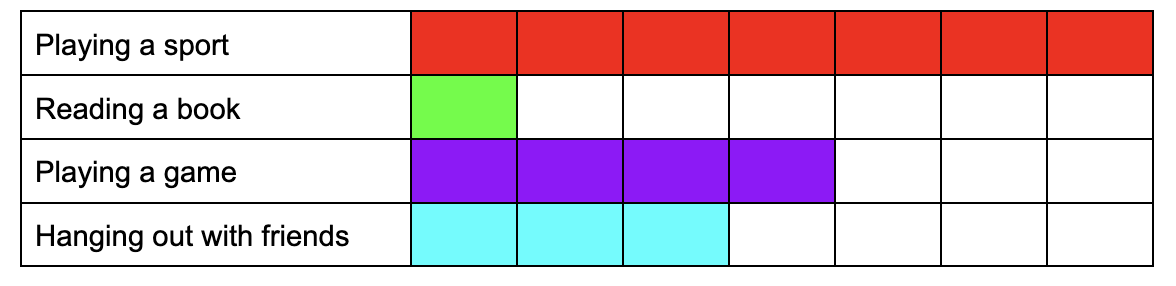 Playing a sport
Reading a book
Playing a game
Hanging out with friends